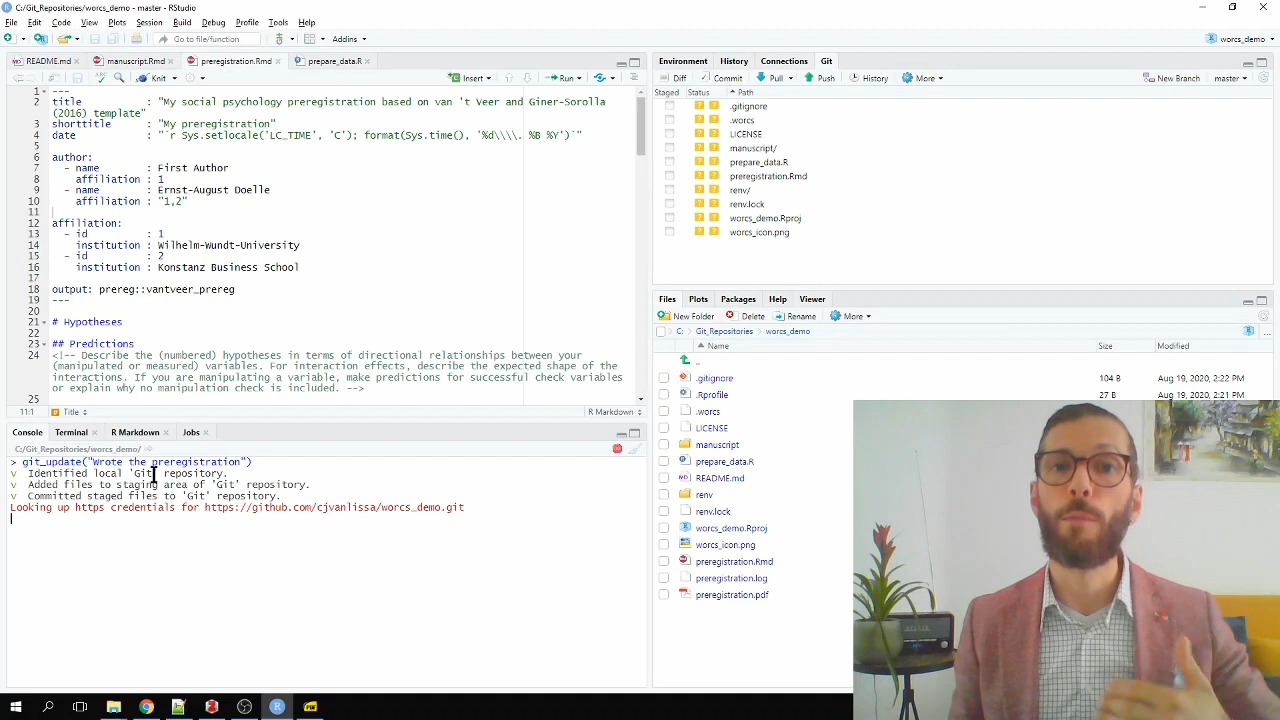 C:/Git_Repositories/worcs_demo - master - RStudio
File Edit Code View Plots Session Build Debug Profile Tools Help
Go to file/function Addins worcs_demo
README.md manuscript.Rmd preregistration.Rmd prepare_data.R
Knit Insert Run
1 ---
2 title : "My social psychology preregistration based on van 't Veer and Giner-Sorolla
(2016) template"
3 shorttitle : "My preregistration"
4 date : "`r Sys.setlocale('LC_TIME', 'C'); format(Sys.time(), '%d\\\\. %B %Y')`"
5
6 author:
7 - name : First Author
8 affiliation : 1
9 - name : Ernst-August Doelle
10 affiliation : "1,2"
11
12 affiliation:
13 - id : 1
14 institution : Wilhelm-Wundt-University
15 - id : 2
16 institution : Konstanz Business School
17
18 output: prereg::vantveer_prereg
19 ---
20
21 # Hypotheses
22
23 ## Predictions
24 <!-- Describe the (numbered) hypotheses in terms of directional relationships between your
(manipulated or measured) variables. For interaction effects, describe the expected shape of the
interactions. If you are manipulating a variable, make predictions for successful check variables
or explain why no manipulation check is included. -->
25
11:1 Title R Markdown
Console Terminal R Markdown Jobs
C:/Git_Repositories/worcs_demo/
> git_update("Wrote the preregistration")
v Identified local 'Git' repository.
v Added files to staging area of 'Git' repository.
v Committed staged files to 'Git' repository.
Looking up https credentials for https://github.com/cjvanlissa/worcs_demo.git
Environment History Connections Git
Diff Commit Pull Push History More New Branch master
Staged Status Path
.gitignore
.worcs
LICENSE
manuscript/
prepare_data.R
preregistration.Rmd
renv/
renv.lock
worcs_demo.Rproj
worcs_icon.png
Files Plots Packages Help Viewer
New Folder Delete Rename More
C: Git_Repositories worcs_demo ...
Name Size Modified
..
.gitignore 104 B Aug 19, 2020, 2:22 PM
.Rprofile 27 B Aug 19, 2020, 2:21 PM
.worcs
LICENSE
manuscript
prepare_data.R
README.md
renv
renv.lock
worcs_demo.Rproj
worcs_icon.png
preregistration.Rmd
preregistration.log
preregistration.pdf